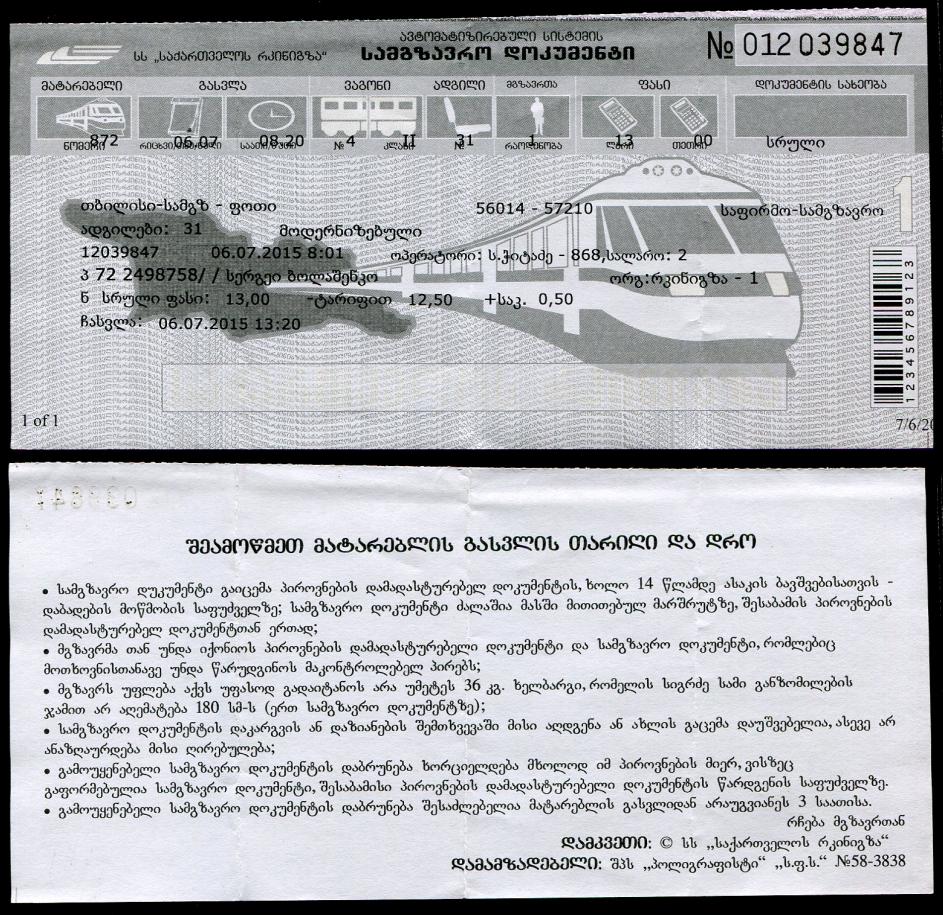 სს „საქართველოს რკინიგზა“
ავტომატიზირებული სისტემის
სამგზავრო დოკუმენტი
№ 012039847
მატარებელი გასვლა ვაგონი ადგილი მგზავრთა ფასი დოკუმენტის სახეობა
872 06.07 08.20 4 II 31 1 13 00 სრული
ნომერი რიცხვი/თვე/წელი საათი/წუთი № კლასი № რაოდენობა ლარი თეთრი
თბილისი-სამგზ - ფოთი 56014 - 57210 საფირმო-სამგზავრო
1
ადგილები: 31 მოდერნიზებული
12039847 06.07.2015 8:01 ოპერატორი: ს.ჭიტაძე - 868,სალარო: 2
პ 72 2498758/ / სერგეი ბოლაშენკო ორგ:რკინიგზა - 1
ნ სრული ფასი: 13,00 -ტარიფით 12,50 +საკ. 0,50
ჩასვლა: 06.07.2015 13:20
123456789123
1 of 1 7/6/20
შეამოწმეთ მატარებლის გასვლის თარიღი და დრო
• სამგზავრო დუკუმენტი გაიცემა პიროვნების დამადასტურებელ დოკუმენტის, ხოლო 14 წლამდე ასაკის ბავშვებისათვის -
დაბადების მოწმობის საფუძველზე; სამგზავრო დოკუმენტი ძალაშია მასში მითითებულ მარშრუტზე, შესაბამის პიროვნების
დამადასტურებელ დოკუმენტთან ერთად;
• მგზავრმა თან უნდა იქონიოს პიროვნების დამადასტურებელი დოკუმენტი და სამგზავრო დოკუმენტი, რომლებიც
მოთხოვნისთანავე უნდა წარუდგინოს მაკონტროლებელ პირებს;
• მგზავრს უფლება აქვს უფასოდ გადაიტანოს არა უმეტეს 36 კგ. ხელბარგი, რომელის სიგრძე სამი განზომილების
ჯამით არ აღემატება 180 სმ-ს (ერთ სამგზავრო დოკუმენტზე);
• სამგზავრო დოკუმენტის დაკარგვის ან დაზიანების შემთხვევაში მისი აღდგენა ან ახლის გაცემა დაუშვებელია, ასევე არ
ანაზღაურდება მისი ღირებულება;
• გამოუყენებელი სამგზავრო დოკუმენტის დაბრუნება ხორციელდება მხოლოდ იმ პიროვნების მიერ, ვისზეც
გაფორმებულია სამგზავრო დოკუმენტი, შესაბამისი პიროვნების დამადასტურებელი დოკუმენტის წარდგენის საფუძველზე.
• გამოუყენებელი სამგზავრო დოკუმენტის დაბრუნება შესაძლებელია მატარებლის გასვლიდან არაუგვიანეს 3 საათისა.
რჩება მგზავრთან
დამკვეთი: © სს „საქართველოს რკინიგზა“
დამამზადებელი: შპს „პოლიგრაფისტი“ „ს.ფ.ს.“ №58-3838